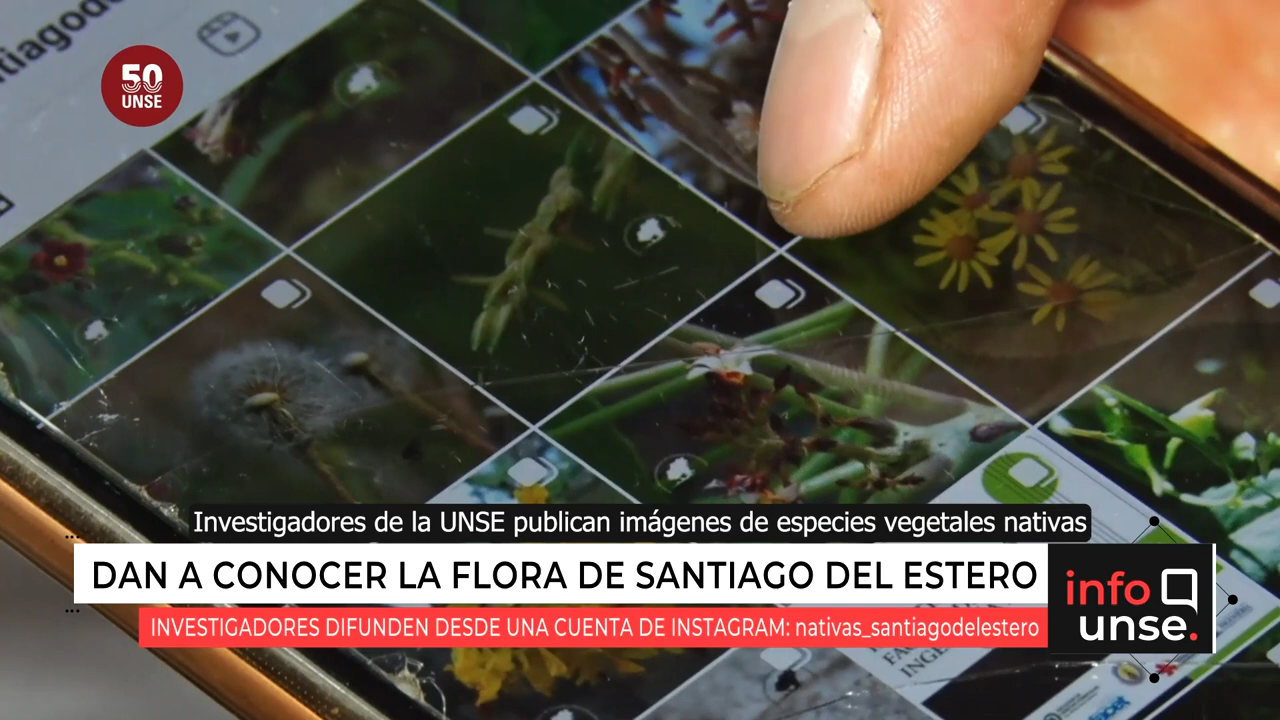 50
UNSE
Investigadores de la UNSE publican imágenes de especies vegetales nativas
DAN A CONOCER LA FLORA DE SANTIAGO DEL ESTERO
INVESTIGADORES DIFUNDEN DESDE UNA CUENTA DE INSTAGRAM: nativas_santiagodelestero
info
unse.